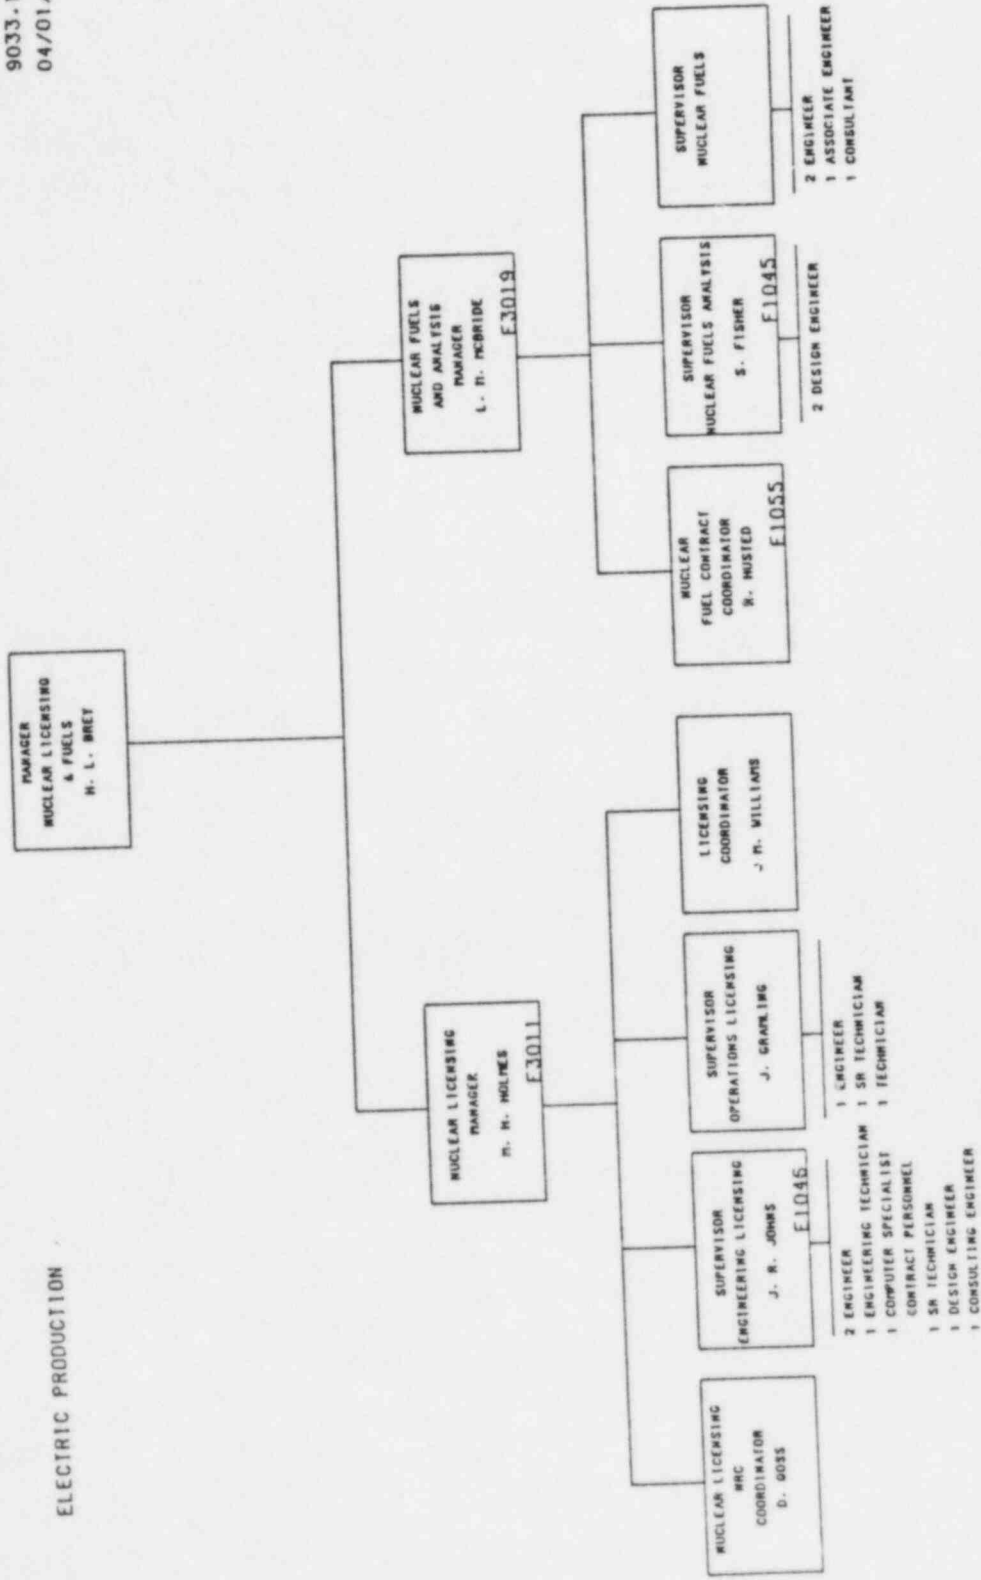 9033.
04/01
ELECTRIC PRODUCTION
MANAGER
NUCLEAR LICENSING
& FUELS
H. L. BREY
NUCLEAR LICENSING
MANAGER
M. H. HOLMES
E3011
NUCLEAR FUELS
AND ANALYSIS
MANAGER
L. M. MCBRIDE
E3019
NUCLEAR LICENSING
NRC
COORDINATOR
D. GOSS
SUPERVISOR
ENGINEERING LICENSING
J. R. JOHNS
E1046
2 ENGINEER
1 ENGINEERING TECHNICIAN
1 COMPUTER SPECIALIST
CONTRACT PERSONNEL
1 SR TECHNICIAN
1 DESIGN ENGINEER
1 CONSULTING ENGINEER
SUPERVISOR
OPERATIONS LICENSING
J. GRAMLING
1 ENGINEER
1 SR TECHNICIAN
1 TECHNICIAN
LICENSING
COORDINATOR
J M. WILLIAMS
NUCLEAR
FUEL CONTRACT
COORDINATOR
R. HUSTED
E1055
SUPERVISOR
NUCLEAR FUELS ANALYSIS
S. FISHER
E1045
2 DESIGN ENGINEER
SUPERVISOR
NUCLEAR FUELS
2 ENGINEER
1 ASSOCIATE ENGINEER
1 CONSULTANT